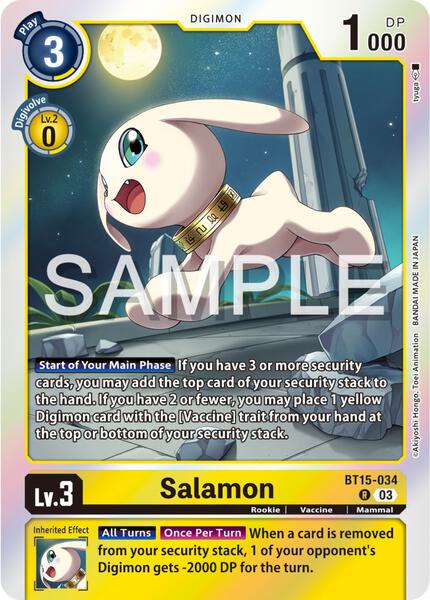 Play
3
DIGIMON
DP
1000
Digivolve
Lv.2
0
tyuga
SAMPLE
©Akiyoshi Hongo, Toei Animation BANDAI MADE IN JAPAN
Start of Your Main Phase If you have 3 or more security
cards, you may add the top card of your security stack to
the hand. If you have 2 or fewer, you may place 1 yellow
Digimon card with the [Vaccine] trait from your hand at
the top or bottom of your security stack.
Lv.3
Salamon
BT15-034
R 03
Rookie Vaccine Mammal
Inherited Effect
All Turns Once Per Turn When a card is removed
from your security stack, 1 of your opponent's
Digimon gets -2000 DP for the turn.